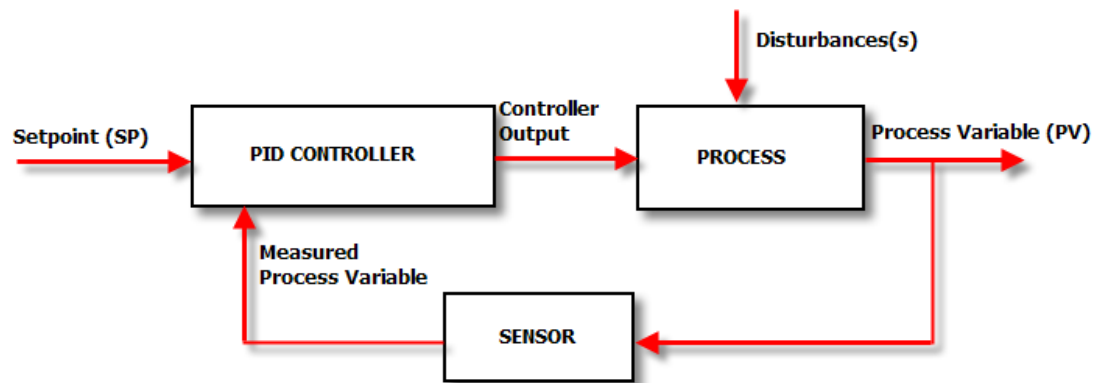 Disturbances(s)
Setpoint (SP)
PID CONTROLLER
Controller
Output
PROCESS
Process Variable (PV)
Measured
Process Variable
SENSOR